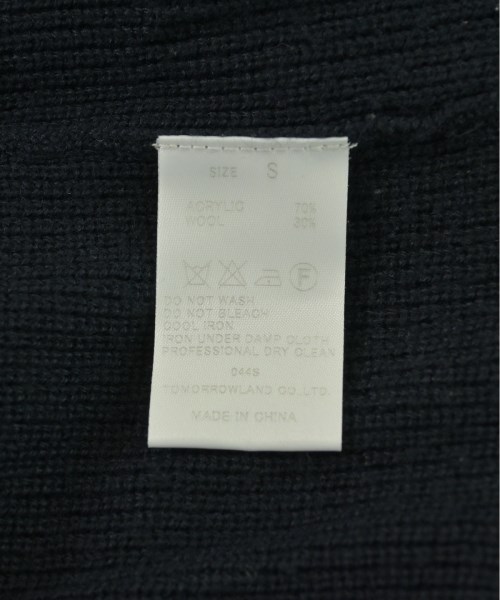 SIZE S
ACRYLIC 70%
WOOL 30%
F
DO NOT WASH
DO NOT BLEACH
COOL IRON
IRON UNDER DAMP CLOTH
PROFESSIONAL DRY CLEAN
0449
TOMORROWLAND CO.,LTD.
MADE IN CHINA